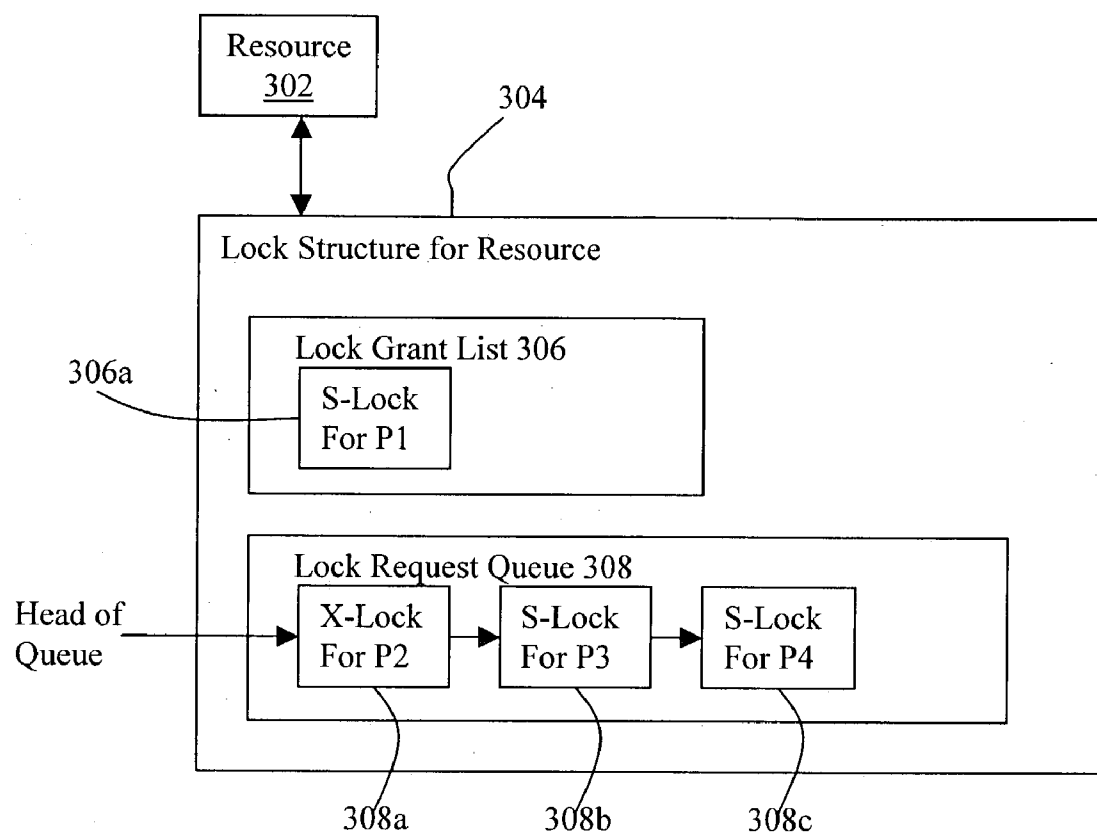 Resource
302
304
Lock Structure for Resource
Lock Grant List 306
306a
S-Lock
For P1
Lock Request Queue 308
Head of
Queue
X-Lock
For P2
S-Lock
For P3
S-Lock
For P4
308a
308b
308c